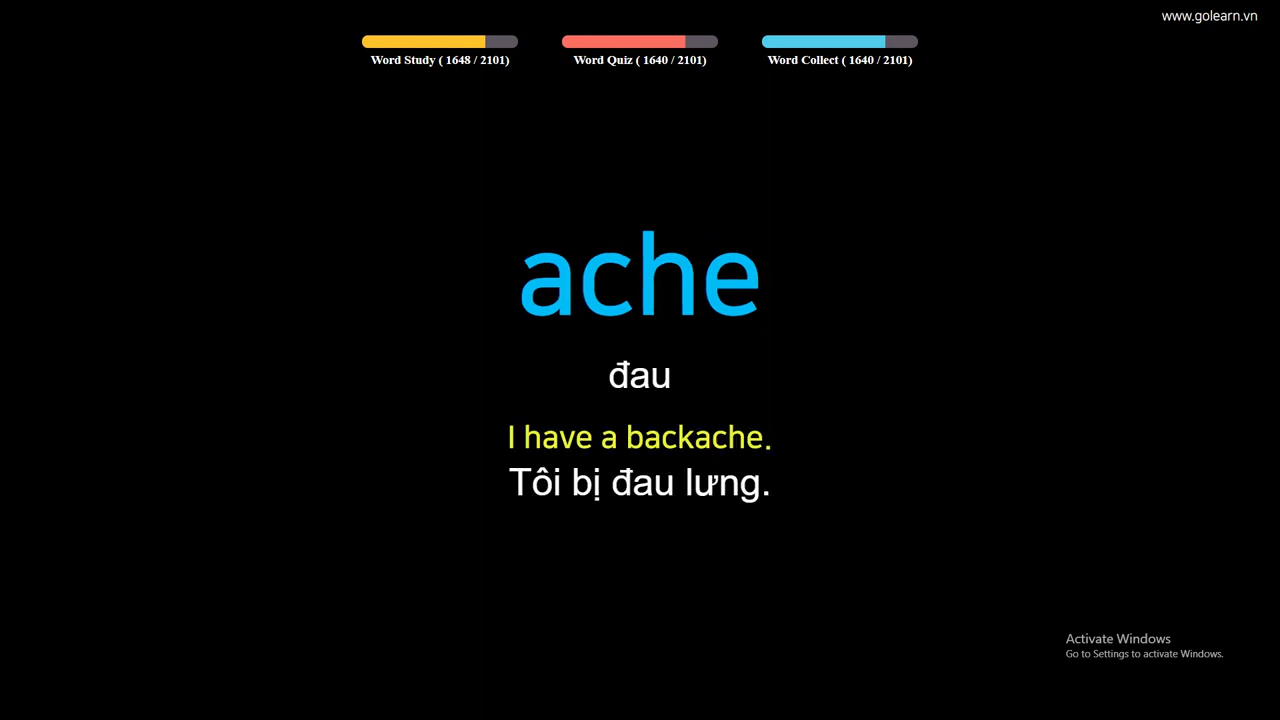 www.golearn.vn
Word Study ( 1648 / 2101) Word Quiz ( 1640 / 2101) Word Collect ( 1640 / 2101)
ache
đau
I have a backache.
Tôi bị đau lưng.
Activate Windows
Go to Settings to activate Windows.